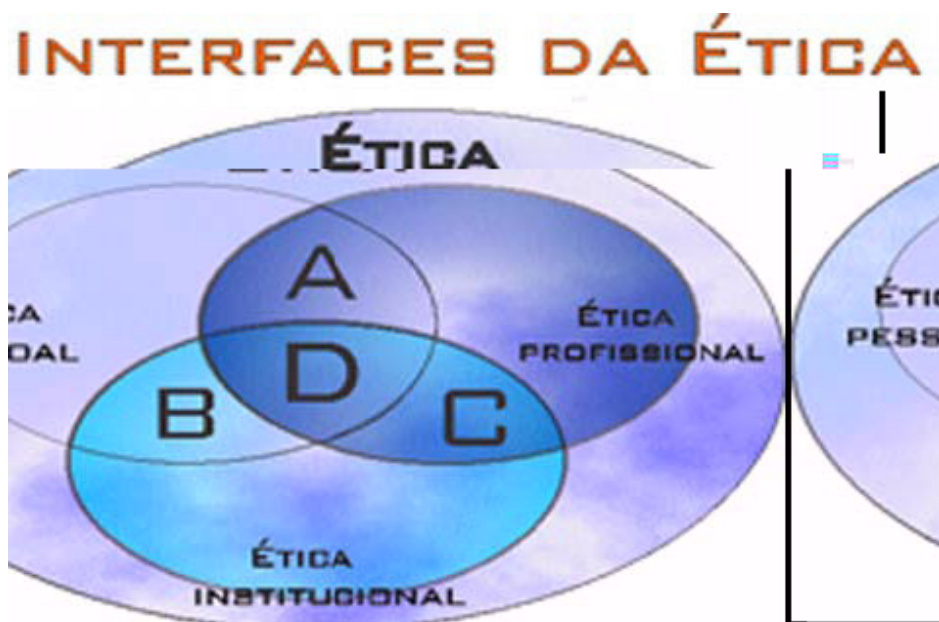 INTERFACES DA ÉTICA
ÉTICA
A
ÉTICA
PROFISSIONAL
D
B
C
ÉTICA
INSTITUCIONAL